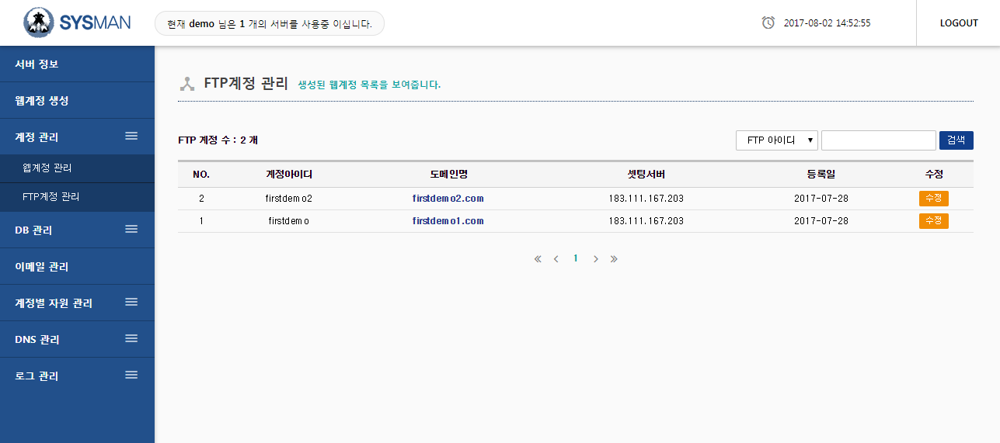 SYSMAN
현재 demo 님은 1 개의 서버를 사용중 이십니다.
2017-08-02 14:52:55
LOGOUT
서버 정보
웹계정 생성
계정 관리
웹계정 관리
FTP계정 관리
DB 관리
이메일 관리
계정별 자원 관리
DNS 관리
로그 관리
FTP계정 관리 생성된 웹계정 목록을 보여줍니다.
FTP 계정 수 : 2 개
FTP 아이디 ▼ 검색
NO. 계정아이디 도메인명 셋팅서버 등록일 수정
2 firstdemo2 firstdemo2.com 183.111.167.203 2017-07-28 수정
1 firstdemo firstdemo1.com 183.111.167.203 2017-07-28 수정
« < 1 > »